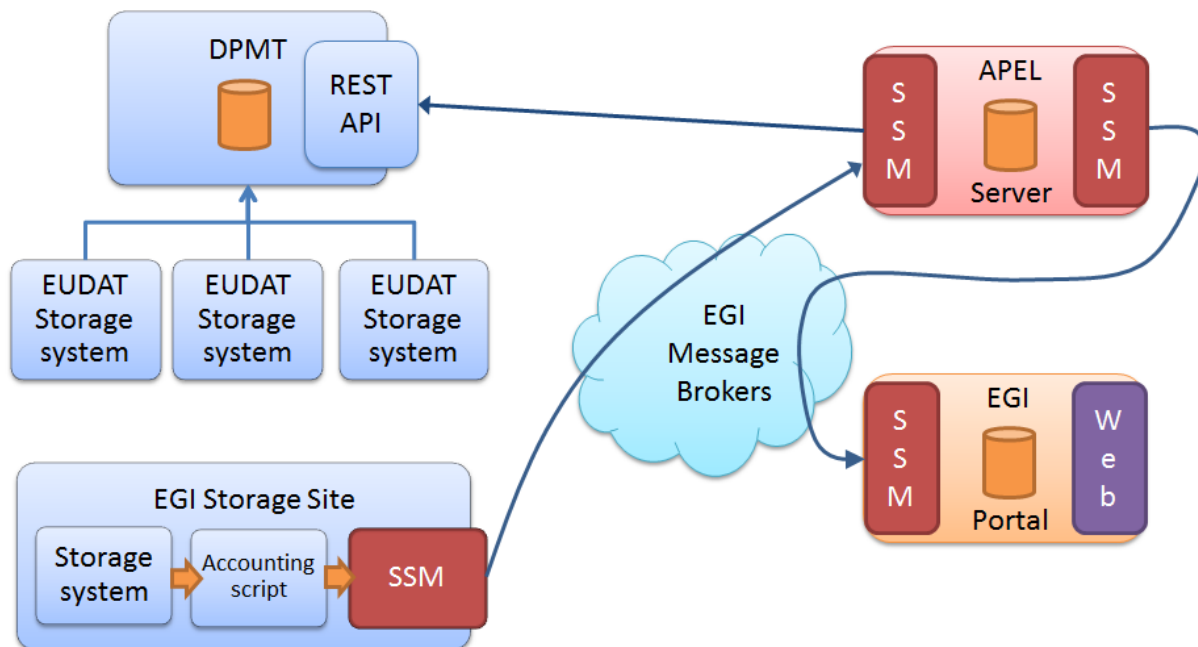 DPMT
REST
API
EUDAT
Storage
system
EUDAT
Storage
system
EUDAT
Storage
system
S
S
M
APEL
Server
S
S
M
EGI
Message
Brokers
S
S
M
EGI
Portal
W
e
b
EGI Storage Site
Storage
system
Accounting
script
SSM